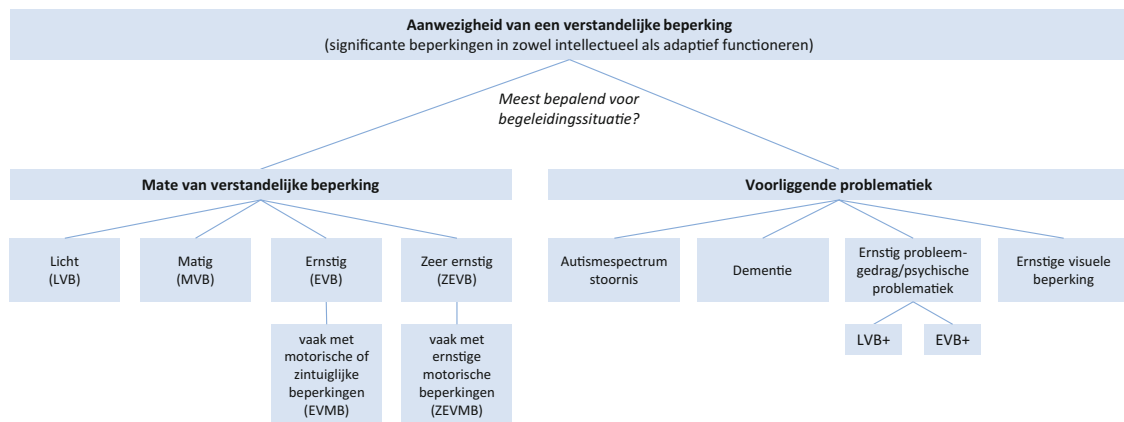 Aanwezigheid van een verstandelijke beperking
(significante beperkingen in zowel intellectueel als adaptief functioneren)
Meest bepalend voor
begeleidingssituatie?
Mate van verstandelijke beperking
Voorliggende problematiek
Licht
(LVB)
Matig
(MVB)
Ernstig
(EVB)
Zeer ernstig
(ZEVB)
Autismespectrum
stoornis
Dementie
Ernstig probleem-
gedrag/psychische
problematiek
Ernstige visuele
beperking
vaak met
motorische of
zintuiglijke
beperkingen
(EVMB)
vaak met
ernstige
motorische
beperkingen
(ZEVMB)
LVB+
EVB+